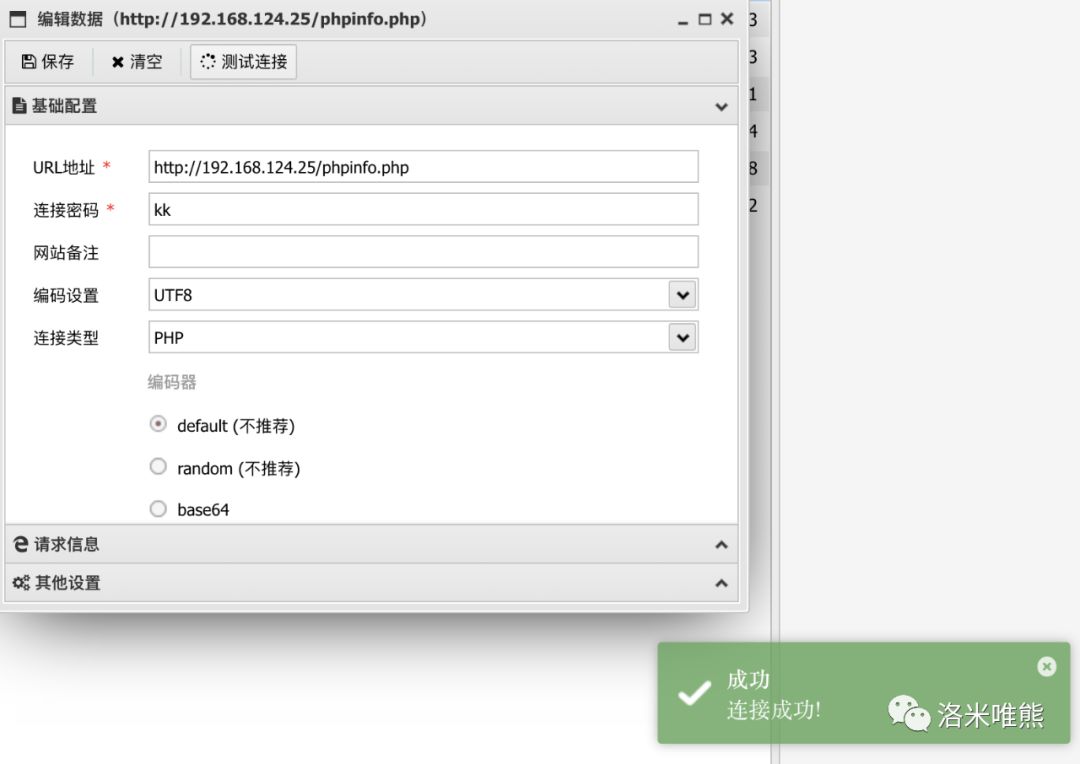 编辑数据（http://192.168.124.25/phpinfo.php）
保存 清空 测试连接
基础配置
URL地址 * http://192.168.124.25/phpinfo.php
连接密码 * kk
网站备注
编码设置 UTF8
连接类型 PHP
编码器
default (不推荐)
random (不推荐)
base64
请求信息
其他设置
3
3
1
4
8
2
成功
连接成功!
洛米唯熊